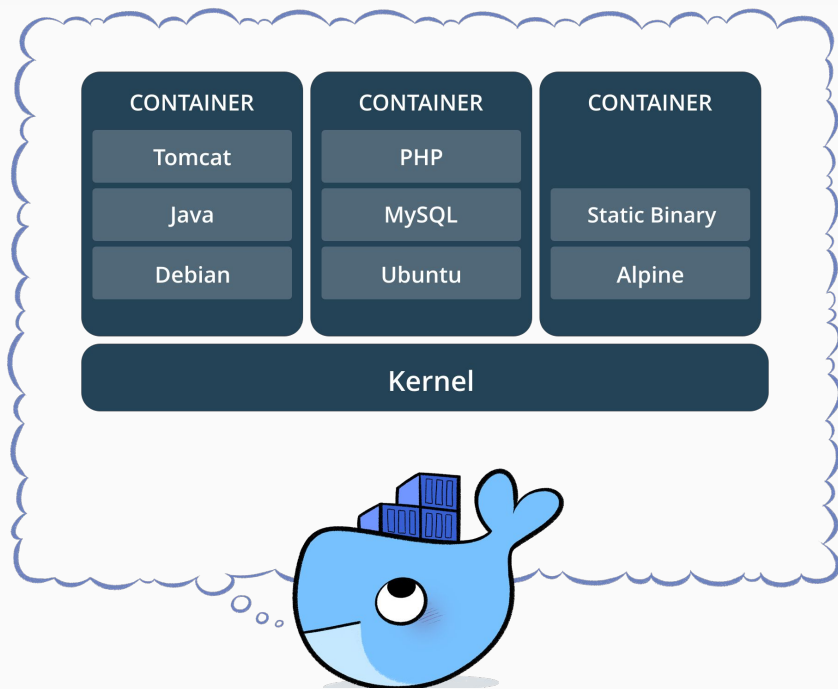 CONTAINER
Tomcat
Java
Debian
CONTAINER
PHP
MySQL
Ubuntu
CONTAINER
Static Binary
Alpine
Kernel